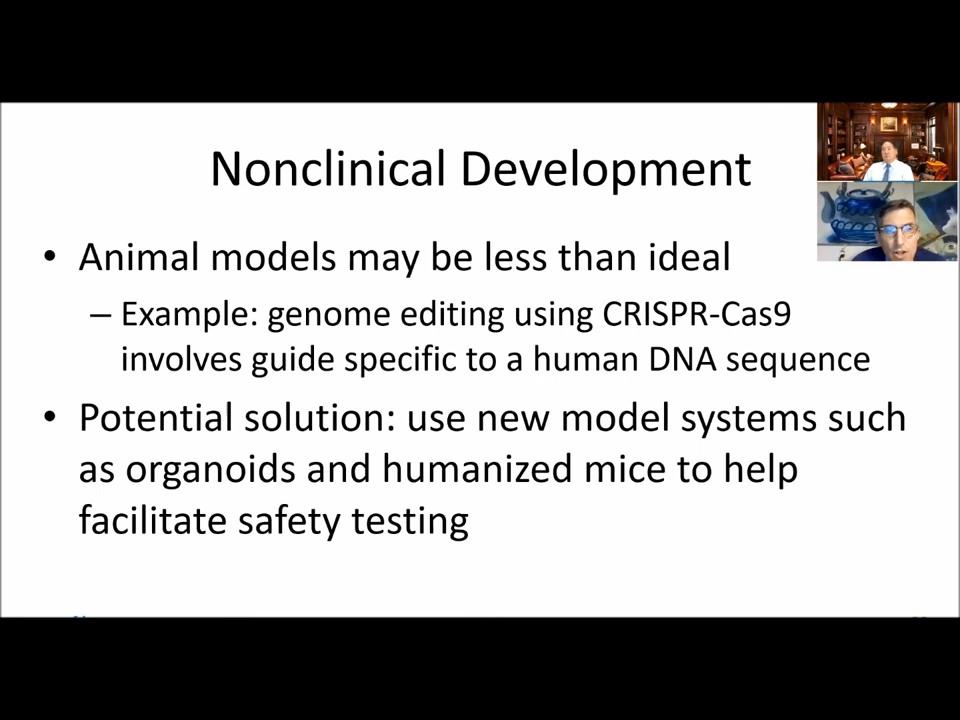 Nonclinical Development
• Animal models may be less than ideal
– Example: genome editing using CRISPR-Cas9
involves guide specific to a human DNA sequence
• Potential solution: use new model systems such
as organoids and humanized mice to help
facilitate safety testing